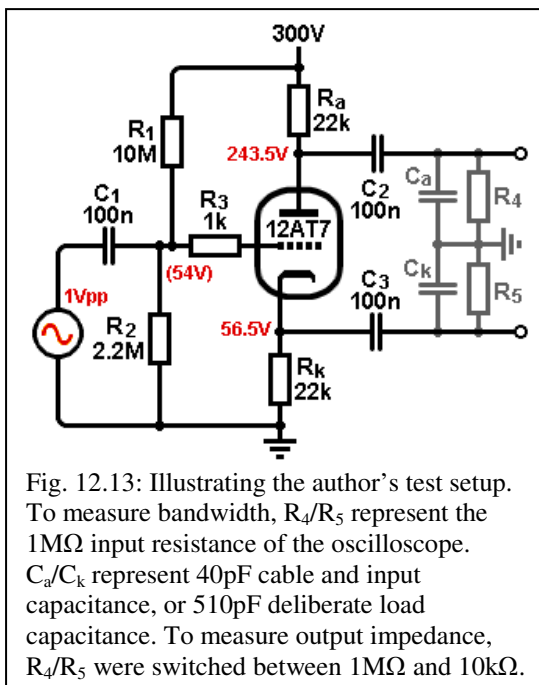 300V
Ra
22k
R1
10M
243.5V
C1
100n
R3
1k
C2
100n
Ca
R4
12AT7
(54V)
1Vpp
Ck
R5
C3
100n
R2
2.2M
56.5V
Rk
22k
Fig. 12.13: Illustrating the author's test setup.
To measure bandwidth, R4/R5 represent the
1MΩ input resistance of the oscilloscope.
Ca/Ck represent 40pF cable and input
capacitance, or 510pF deliberate load
capacitance. To measure output impedance,
R4/R5 were switched between 1MΩ and 10kΩ.